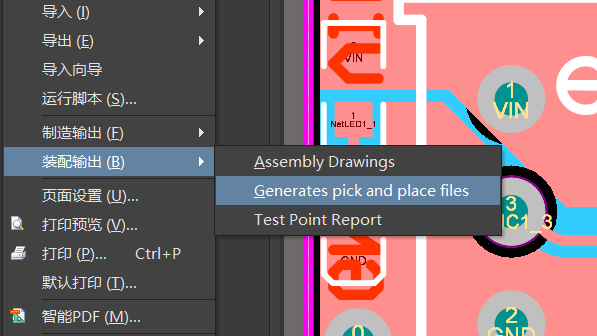 导入 (I)
导出 (E)
导入向导
运行脚本 (S)...
制造输出 (F)
装配输出 (B)
页面设置 (U)...
打印预览 (V)...
打印 (P)... Ctrl+P
默认打印 (T)...
智能PDF (M)...
Assembly Drawings
Generates pick and place files
Test Point Report
VIN
1
NetLED1_1
GND
1
VIN
3
IC1_3
2
GND